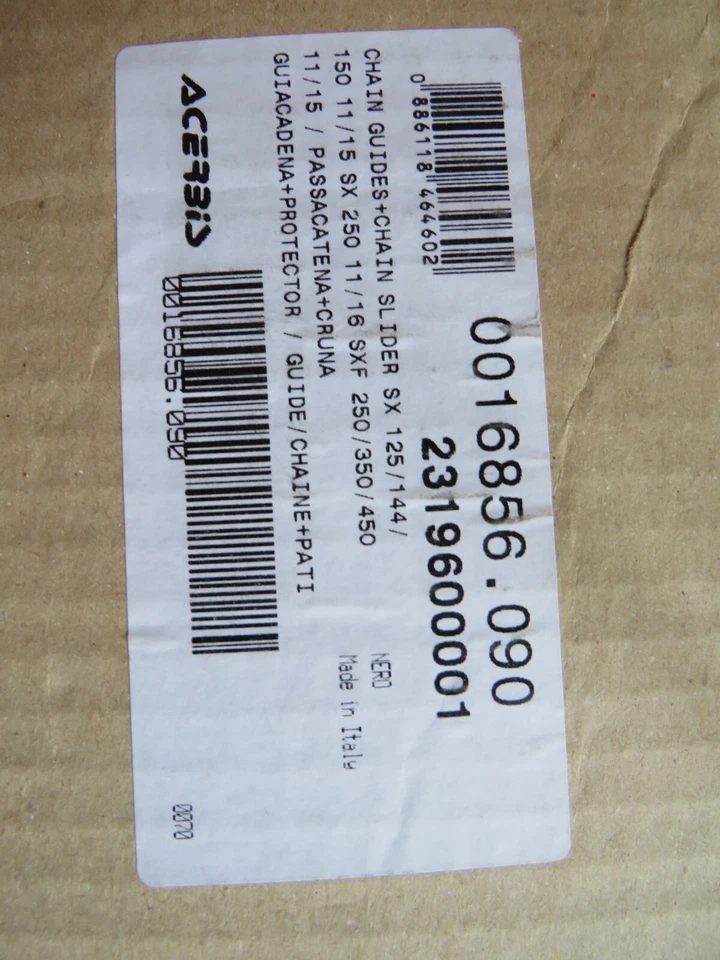 0 886118 464602
0016856.090
2319600001
CHAIN GUIDES+CHAIN SLIDER SX 125/144/
150 11/15 SX 250 11/16 SXF 250/350/450
11/15 / PASSACATENA+CRUNA
GUIACADENA+PROTECTOR / GUIDE/CHAINE+PATI
NERO
Made in Italy
ACERBIS
0016856.090
0070